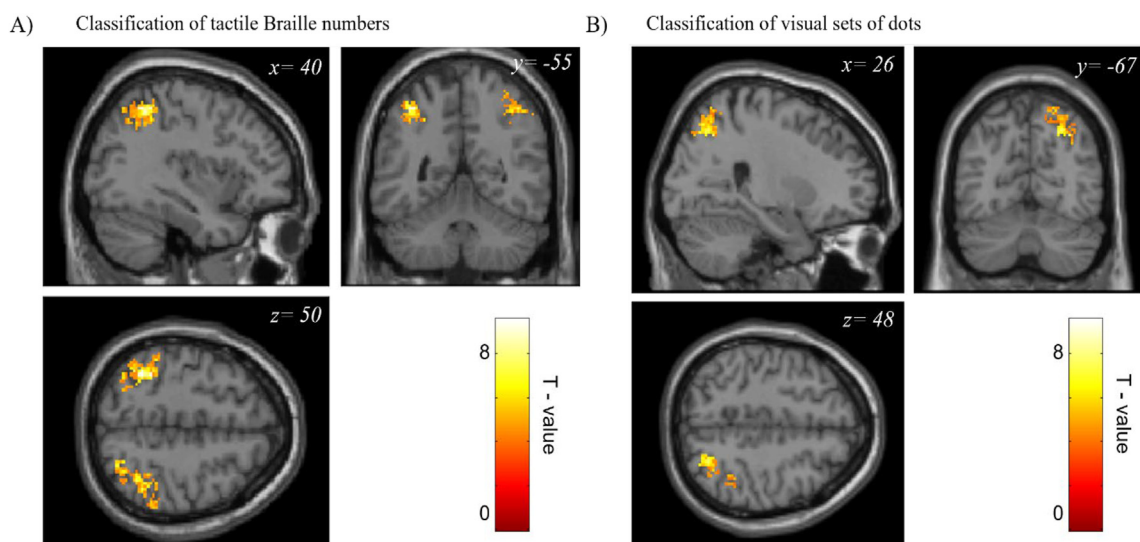 A) Classification of tactile Braille numbers
x= 40
y= -55
z= 50
8
T - value
0
B) Classification of visual sets of dots
x= 26
y= -67
z= 48
8
T - value
0